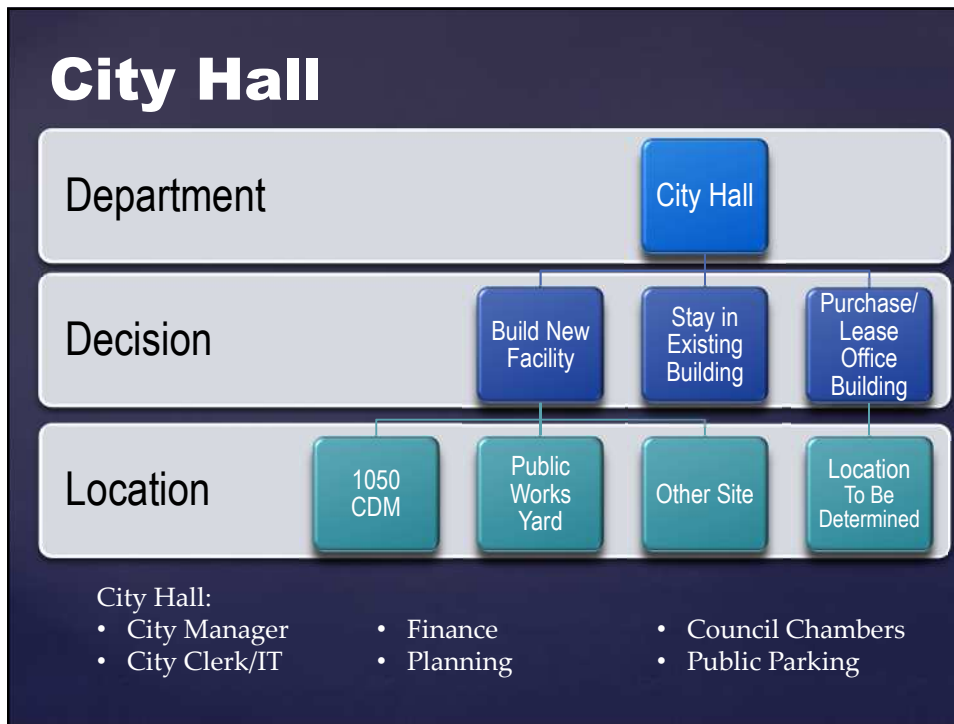 City Hall
Department
City Hall
Decision
Build New
Facility
Stay in
Existing
Building
Purchase/
Lease
Office
Building
Location
1050
CDM
Public
Works
Yard
Other Site
Location
To Be
Determined
City Hall:
• City Manager
• City Clerk/IT
• Finance
• Planning
• Council Chambers
• Public Parking